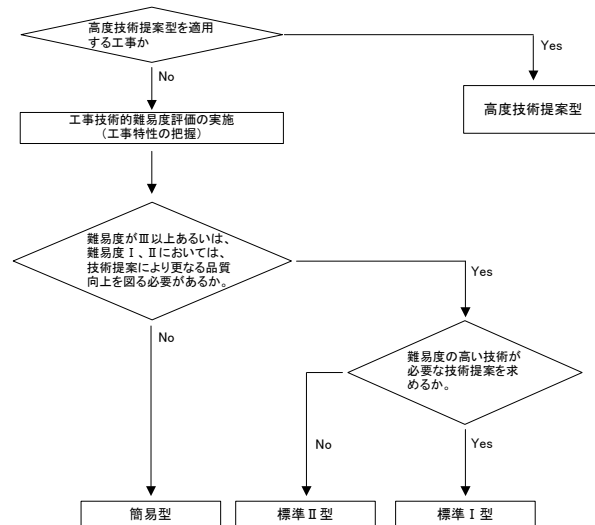 高度技術提案型を適用
する工事か
Yes
No
高度技術提案型
工事技術的難易度評価の実施
(工事特性の把握)
難易度がⅢ以上あるいは、
難易度Ⅰ、Ⅱにおいては、
技術提案により更なる品質
向上を図る必要があるか。
Yes
No
難易度の高い技術が
必要な技術提案を求
めるか。
No
Yes
簡易型
標準Ⅱ型
標準Ⅰ型